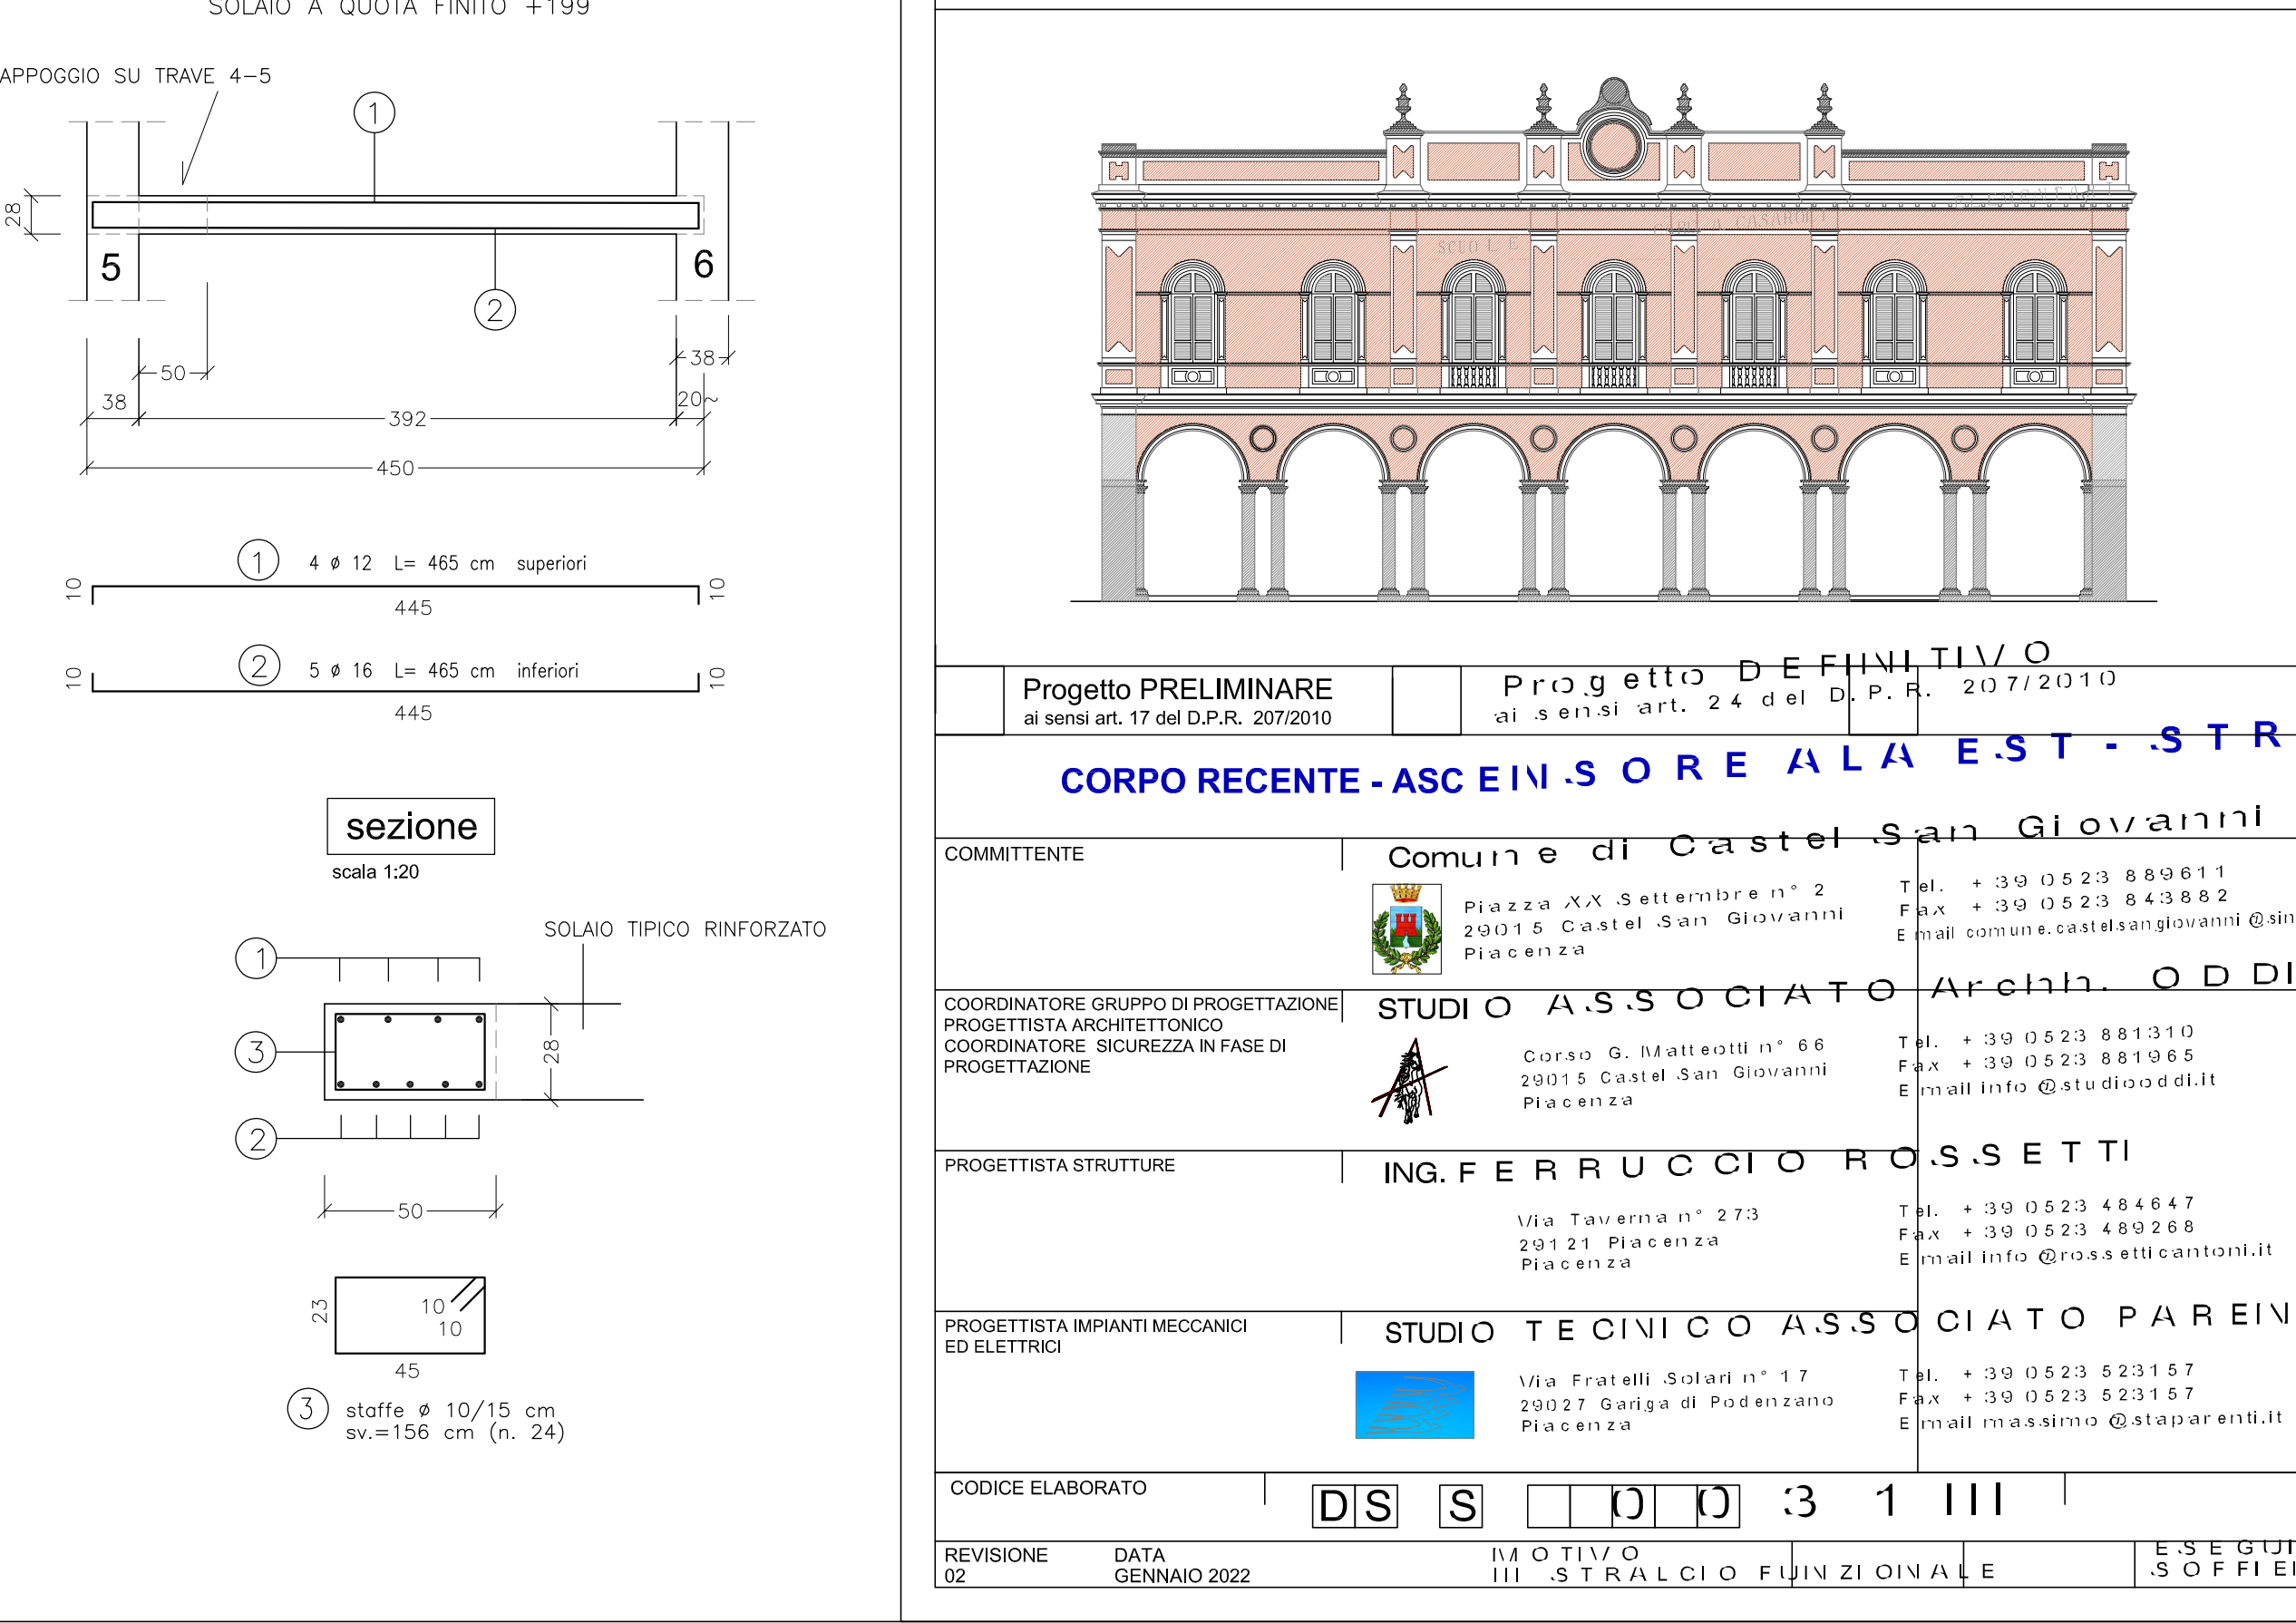 SOLAIO A QUOTA FINITO +199
APPOGGIO SU TRAVE 4-5
1
28
5
6
2
50
38
38
392
20~
450
1 4 ø 12 L= 465 cm superiori
10
10
445
2 5 ø 16 L= 465 cm inferiori
10
10
445
sezione
scala 1:20
SOLAIO TIPICO RINFORZATO
1
3
28
2
50
23
10
10
45
3 staffe ø 10/15 cm
sv.=156 cm (n. 24)
SCUOLE
Progetto PRELIMINARE
ai sensi art. 17 del D.P.R. 207/2010
Progetto DEFINITIVO
ai sensi art. 24 del D.P.R. 207/2010
CORPO RECENTE - ASCENSORE ALA EST - STR
COMMITTENTE
Comune di Castel San Giovanni
Piazza XX Settembre n° 2
29015 Castel San Giovanni
Piacenza
Tel. +39 0523 889611
Fax +39 0523 843882
Email comune.castelsangiovanni@sin
COORDINATORE GRUPPO DI PROGETTAZIONE
PROGETTISTA ARCHITETTONICO
COORDINATORE SICUREZZA IN FASE DI
PROGETTAZIONE
STUDIO ASSOCIATO Archh. ODDI
Corso G. Matteotti n° 66
29015 Castel San Giovanni
Piacenza
Tel. +39 0523 881310
Fax +39 0523 881965
Email info@studiooddi.it
PROGETTISTA STRUTTURE
ING. FERRUCCIO ROSSETTI
Via Taverna n° 273
29121 Piacenza
Piacenza
Tel. +39 0523 484647
Fax +39 0523 489268
Email info@rossetticantoni.it
PROGETTISTA IMPIANTI MECCANICI
ED ELETTRICI
STUDIO TECNICO ASSOCIATO PAREN
Via Fratelli Solari n° 17
29027 Gariga di Podenzano
Piacenza
Tel. +39 0523 523157
Fax +39 0523 523157
Email massimo@staparenti.it
CODICE ELABORATO
DS S 0031 III
REVISIONE
02
DATA
GENNAIO 2022
MOTIVO
III STRALCIO FUNZIONALE
ESEGUI
SOFFIE